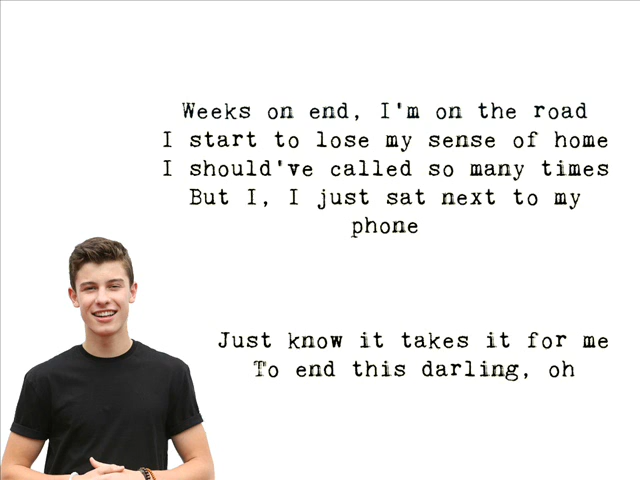 Weeks on end, I'm on the road
I start to lose my sense of home
I should've called so many times
But I, I just sat next to my
phone
Just know it takes it for me
To end this darling, oh